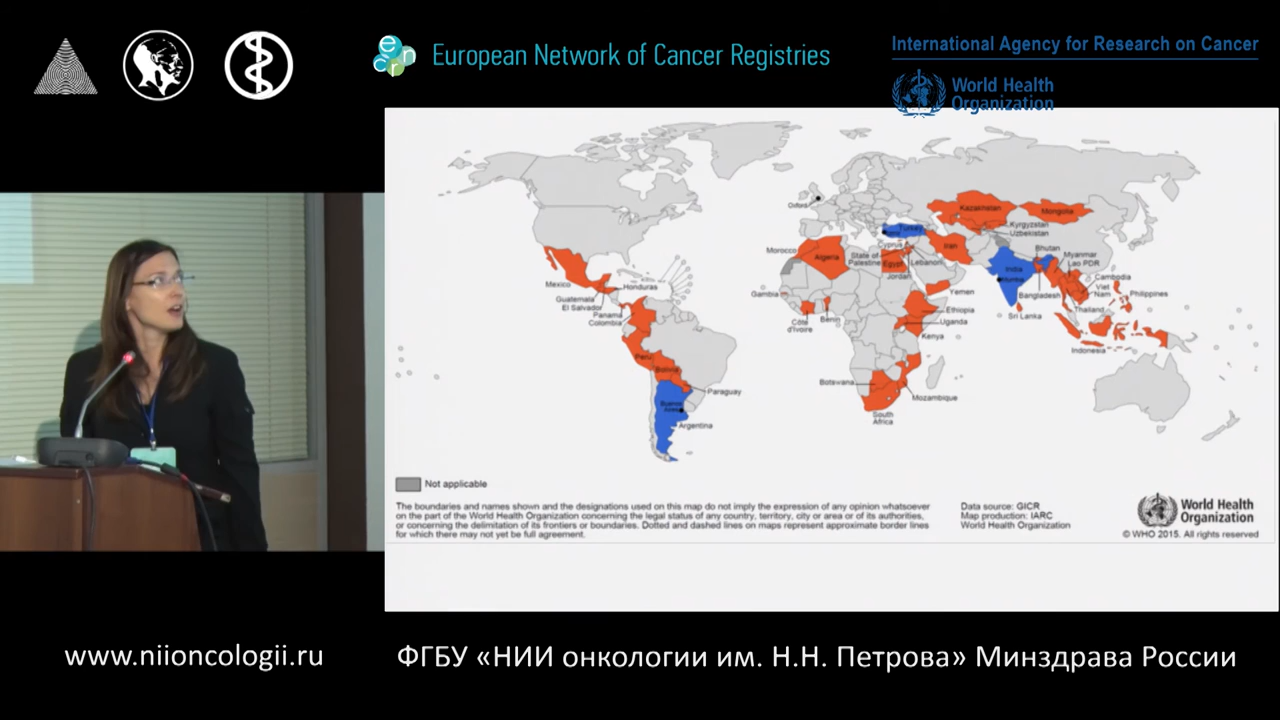 ecrn
European Network of Cancer Registries
International Agency for Research on Cancer
World Health
Organization
Oxford
Kazakhstan
Mongolia
Kyrgyzstan
Uzbekistan
Turkey
Cyprus
Morocco
Algeria
State of
Palestine
Egypt
Lebanon
Jordan
Iran
Bhutan
Myanmar
Lao PDR
India
Mumbai
Cambodia
Viet
Nam
Bangladesh
Philippines
Thailand
Sri Lanka
Indonesia
Mexico
Honduras
Guatemala
El Salvador
Panama
Colombia
Peru
Bolivia
Paraguay
Buenos
Aires
Argentina
Gambia
Côte
d'Ivoire
Benin
Yemen
Ethiopia
Uganda
Kenya
Botswana
Mozambique
South
Africa
Not applicable
The boundaries and names shown and the designations used on this map do not imply the expression of any opinion whatsoever
on the part of the World Health Organization concerning the legal status of any country, territory, city or area or of its authorities,
or concerning the delimitation of its frontiers or boundaries. Dotted and dashed lines on maps represent approximate border lines
for which there may not yet be full agreement.
Data source: GICR
Map production: IARC
World Health Organization
World Health
Organization
© WHO 2015. All rights reserved
www.niioncologii.ru
ФГБУ «НИИ онкологии им. Н.Н. Петрова» Минздрава России